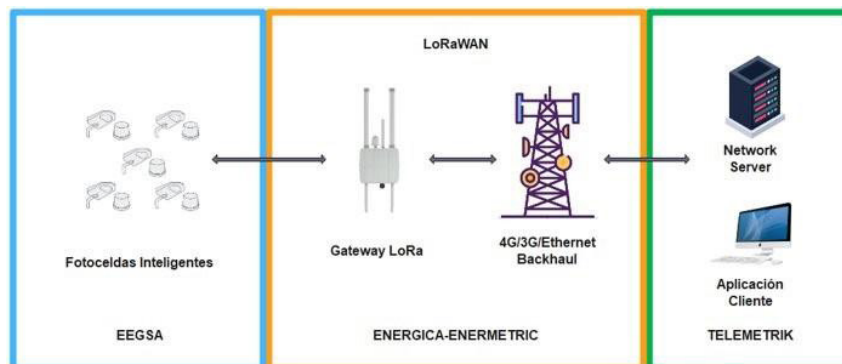 LoRaWAN
Fotoceldas Inteligentes
Gateway LoRa
4G/3G/Ethernet
Backhaul
Network
Server
Aplicación
Cliente
EEGSA
ENERGICA-ENERMETRIC
TELEMETRIK